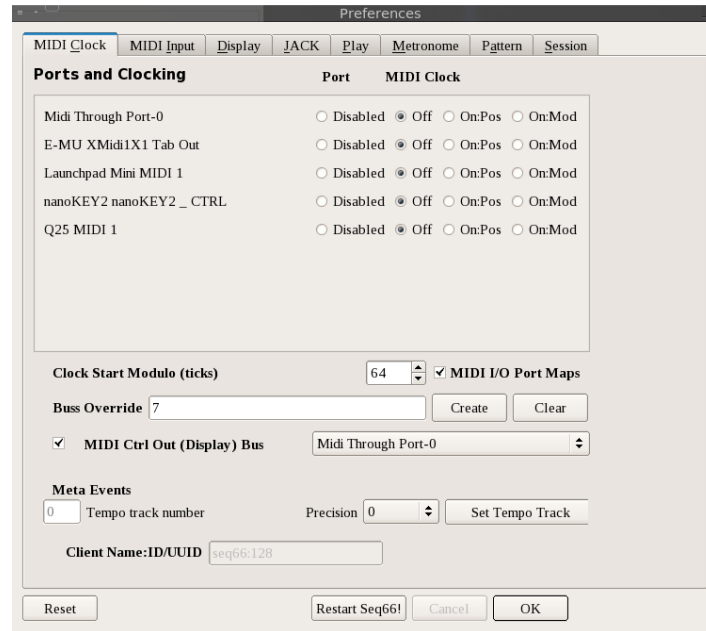 Preferences
MIDI Clock MIDI Input Display JACK Play Metronome Pattern Session
Ports and Clocking Port MIDI Clock
Midi Through Port-0 Disabled Off On:Pos On:Mod
E-MU XMidi1X1 Tab Out Disabled Off On:Pos On:Mod
Launchpad Mini MIDI 1 Disabled Off On:Pos On:Mod
nanoKEY2 nanoKEY2 _ CTRL Disabled Off On:Pos On:Mod
Q25 MIDI 1 Disabled Off On:Pos On:Mod
Clock Start Modulo (ticks) 64 MIDI I/O Port Maps
Buss Override 7 Create Clear
MIDI Ctrl Out (Display) Bus Midi Through Port-0
Meta Events
0 Tempo track number Precision 0 Set Tempo Track
Client Name:ID/UUID seq66:128
Reset Restart Seq66! Cancel OK